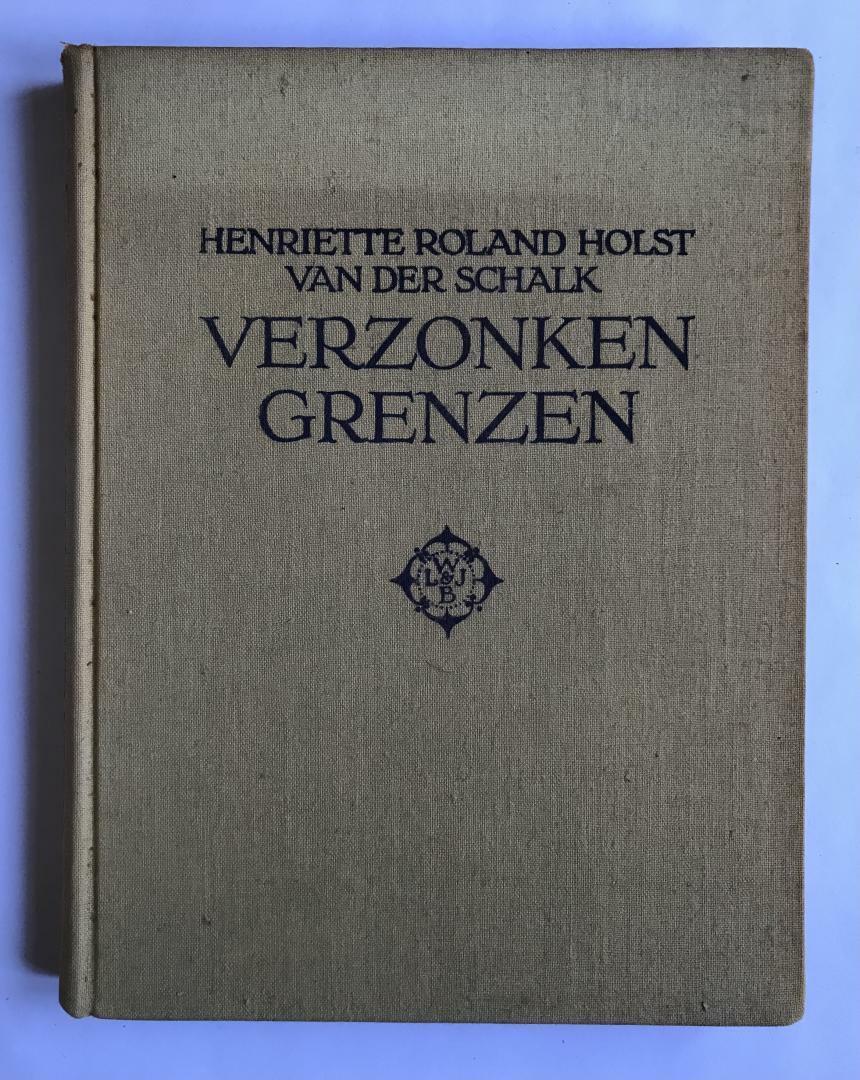 HENRIETTE ROLAND HOLST
VAN DER SCHALK
VERZONKEN
GRENZEN
W
L & J
B